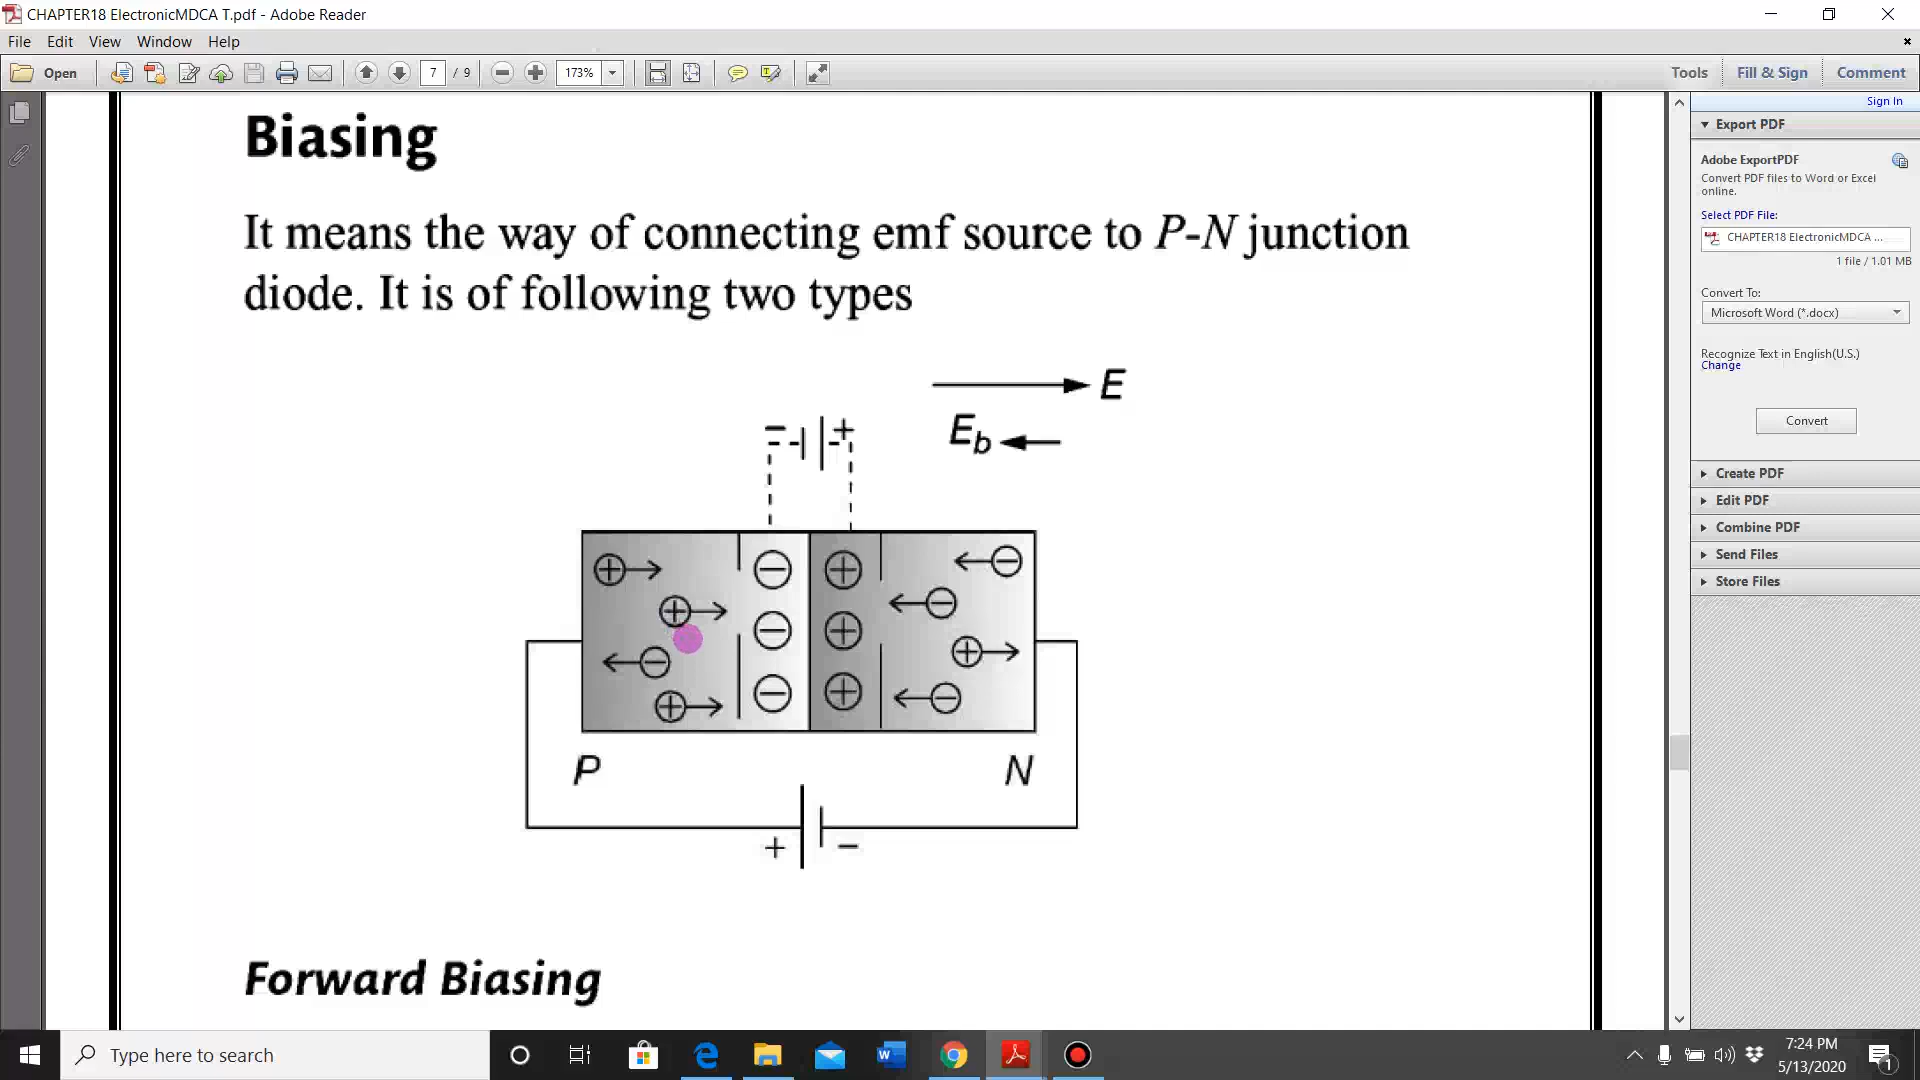 CHAPTER18 ElectronicMDCA T.pdf - Adobe Reader
File Edit View Window Help
Open 7 / 9 173% Tools Fill & Sign Comment
Sign In
Biasing
It means the way of connecting emf source to P-N junction
diode. It is of following two types
E
Eb
− +
P N
+ −
Forward Biasing
Export PDF
Adobe ExportPDF
Convert PDF files to Word or Excel
online.
Select PDF File:
CHAPTER18 ElectronicMDCA ...
1 file / 1.01 MB
Convert To:
Microsoft Word (*.docx)
Recognize Text in English(U.S.)
Change
Convert
Create PDF
Edit PDF
Combine PDF
Send Files
Store Files
Type here to search
7:24 PM
5/13/2020
1